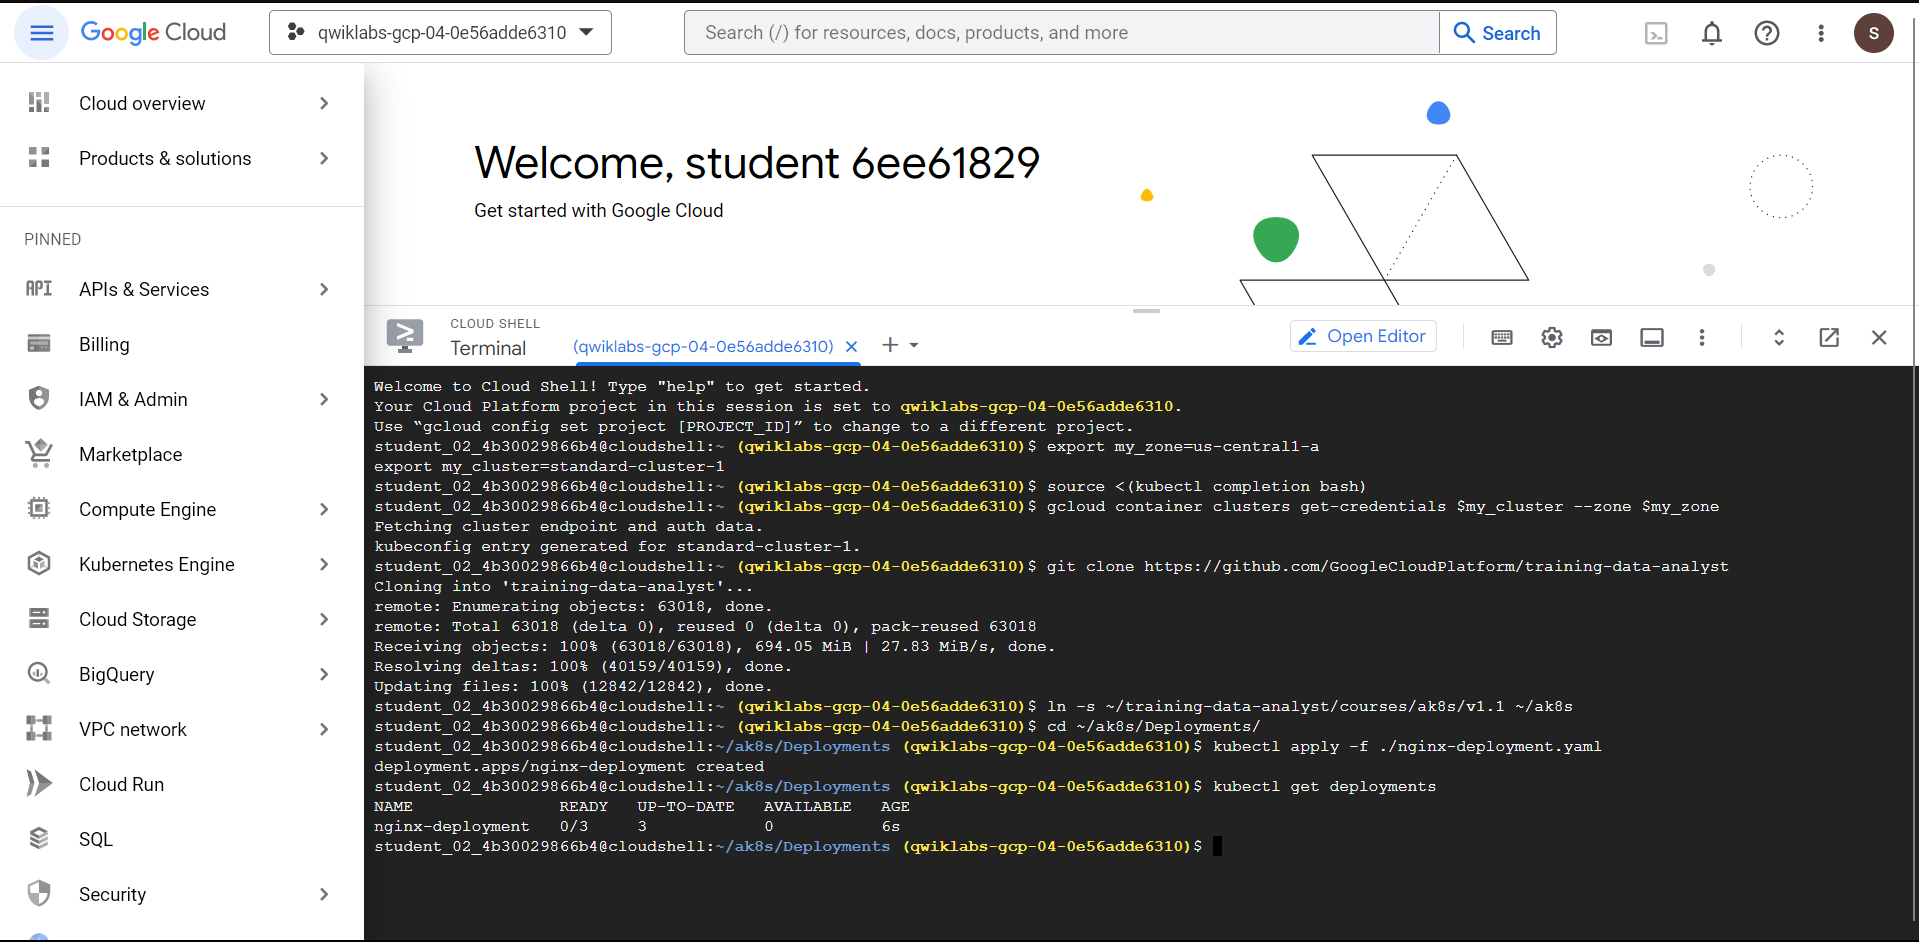 Google Cloud
qwiklabs-gcp-04-0e56adde6310
Search (/) for resources, docs, products, and more
Search
S
Cloud overview
Products & solutions
PINNED
API
APIs & Services
Billing
IAM & Admin
Marketplace
Compute Engine
Kubernetes Engine
Cloud Storage
BigQuery
VPC network
Cloud Run
SQL
Security
Welcome, student 6ee61829
Get started with Google Cloud
CLOUD SHELL
Terminal
(qwiklabs-gcp-04-0e56adde6310)
Open Editor
Welcome to Cloud Shell! Type "help" to get started.
Your Cloud Platform project in this session is set to qwiklabs-gcp-04-0e56adde6310.
Use “gcloud config set project [PROJECT_ID]” to change to a different project.
student_02_4b30029866b4@cloudshell:~ (qwiklabs-gcp-04-0e56adde6310)$ export my_zone=us-central1-a
export my_cluster=standard-cluster-1
student_02_4b30029866b4@cloudshell:~ (qwiklabs-gcp-04-0e56adde6310)$ source <(kubectl completion bash)
student_02_4b30029866b4@cloudshell:~ (qwiklabs-gcp-04-0e56adde6310)$ gcloud container clusters get-credentials $my_cluster --zone $my_zone
Fetching cluster endpoint and auth data.
kubeconfig entry generated for standard-cluster-1.
student_02_4b30029866b4@cloudshell:~ (qwiklabs-gcp-04-0e56adde6310)$ git clone https://github.com/GoogleCloudPlatform/training-data-analyst
Cloning into 'training-data-analyst'...
remote: Enumerating objects: 63018, done.
remote: Total 63018 (delta 0), reused 0 (delta 0), pack-reused 63018
Receiving objects: 100% (63018/63018), 694.05 MiB | 27.83 MiB/s, done.
Resolving deltas: 100% (40159/40159), done.
Updating files: 100% (12842/12842), done.
student_02_4b30029866b4@cloudshell:~ (qwiklabs-gcp-04-0e56adde6310)$ ln -s ~/training-data-analyst/courses/ak8s/v1.1 ~/ak8s
student_02_4b30029866b4@cloudshell:~ (qwiklabs-gcp-04-0e56adde6310)$ cd ~/ak8s/Deployments/
student_02_4b30029866b4@cloudshell:~/ak8s/Deployments (qwiklabs-gcp-04-0e56adde6310)$ kubectl apply -f ./nginx-deployment.yaml
deployment.apps/nginx-deployment created
student_02_4b30029866b4@cloudshell:~/ak8s/Deployments (qwiklabs-gcp-04-0e56adde6310)$ kubectl get deployments
NAME READY UP-TO-DATE AVAILABLE AGE
nginx-deployment 0/3 3 0 6s
student_02_4b30029866b4@cloudshell:~/ak8s/Deployments (qwiklabs-gcp-04-0e56adde6310)$